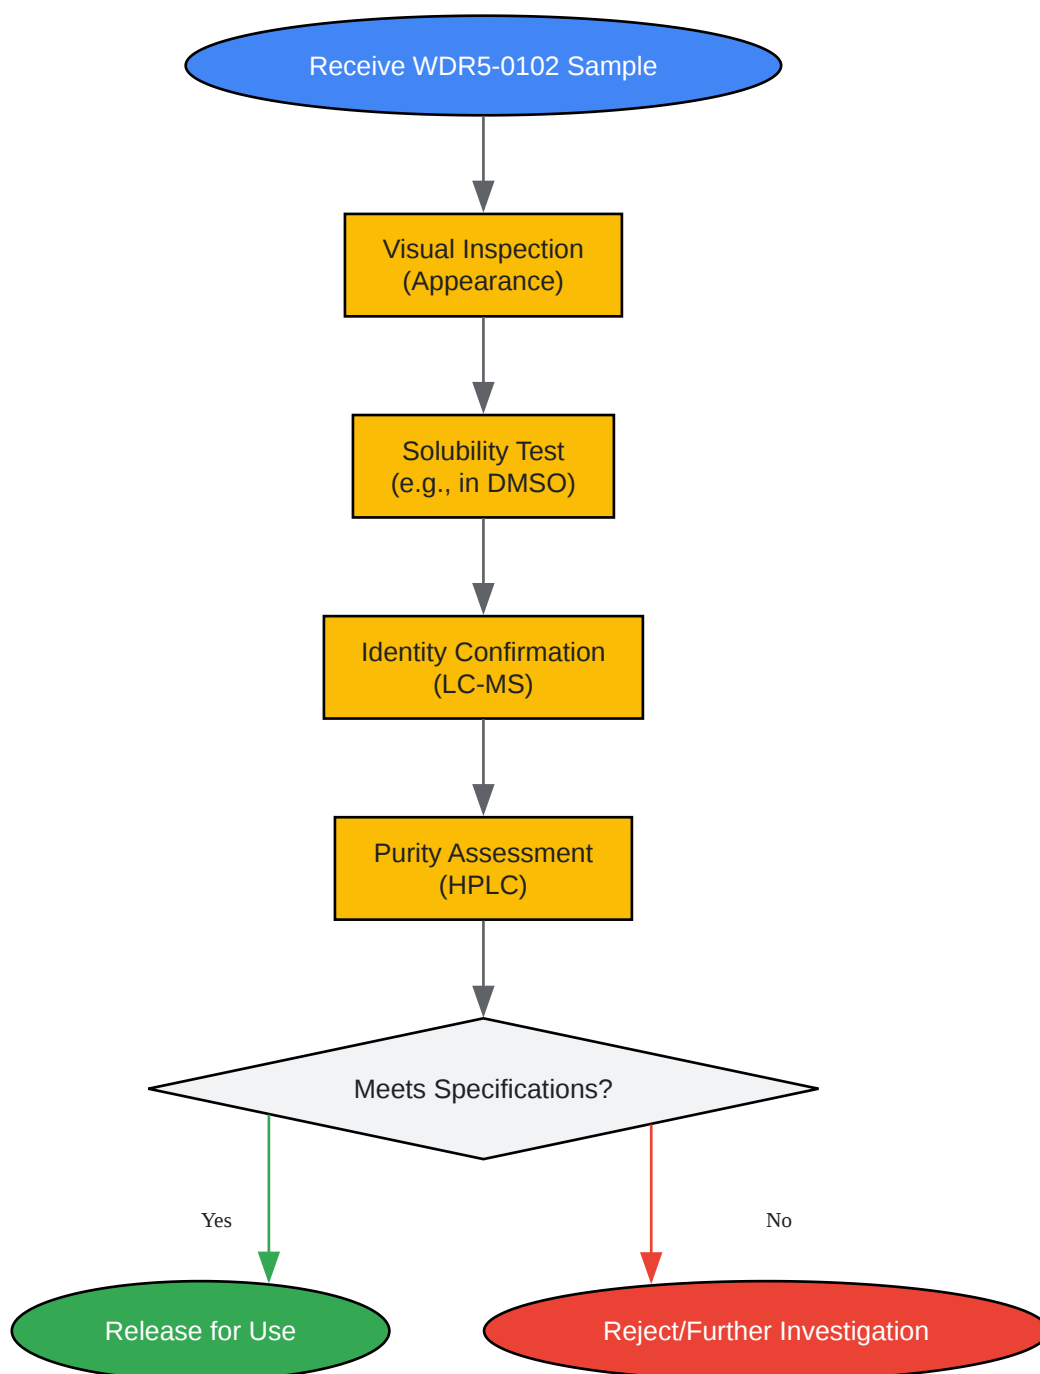 Receive WDR5-0102 Sample
Visual Inspection
(Appearance)
Solubility Test
(e.g., in DMSO)
Identity Confirmation
(LC-MS)
Purity Assessment
(HPLC)
Meets Specifications?
Yes
No
Release for Use
Reject/Further Investigation